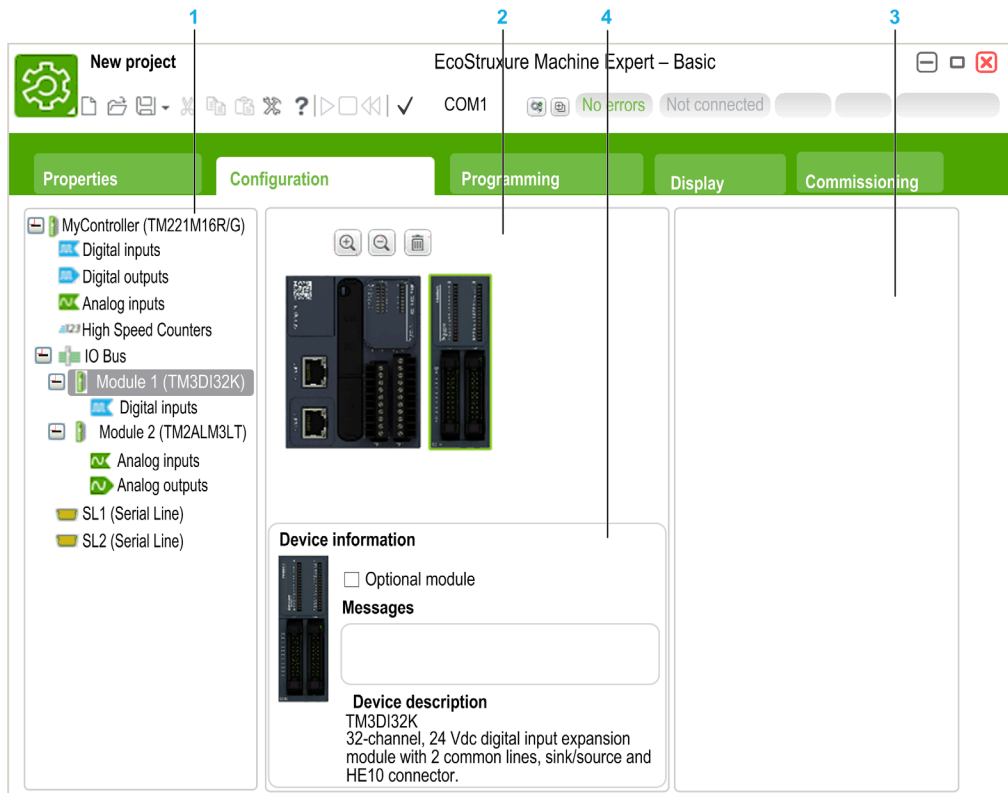 1
2
4
3
New project
EcoStruxure Machine Expert – Basic
?
COM1
No errors
Not connected
Properties
Configuration
Programming
Display
Commissioning
MyController (TM221M16R/G)
Digital inputs
Digital outputs
Analog inputs
123 High Speed Counters
IO Bus
Module 1 (TM3DI32K)
Digital inputs
Module 2 (TM2ALM3LT)
Analog inputs
Analog outputs
SL1 (Serial Line)
SL2 (Serial Line)
Device information
Optional module
Messages
Device description
TM3DI32K
32-channel, 24 Vdc digital input expansion
module with 2 common lines, sink/source and
HE10 connector.